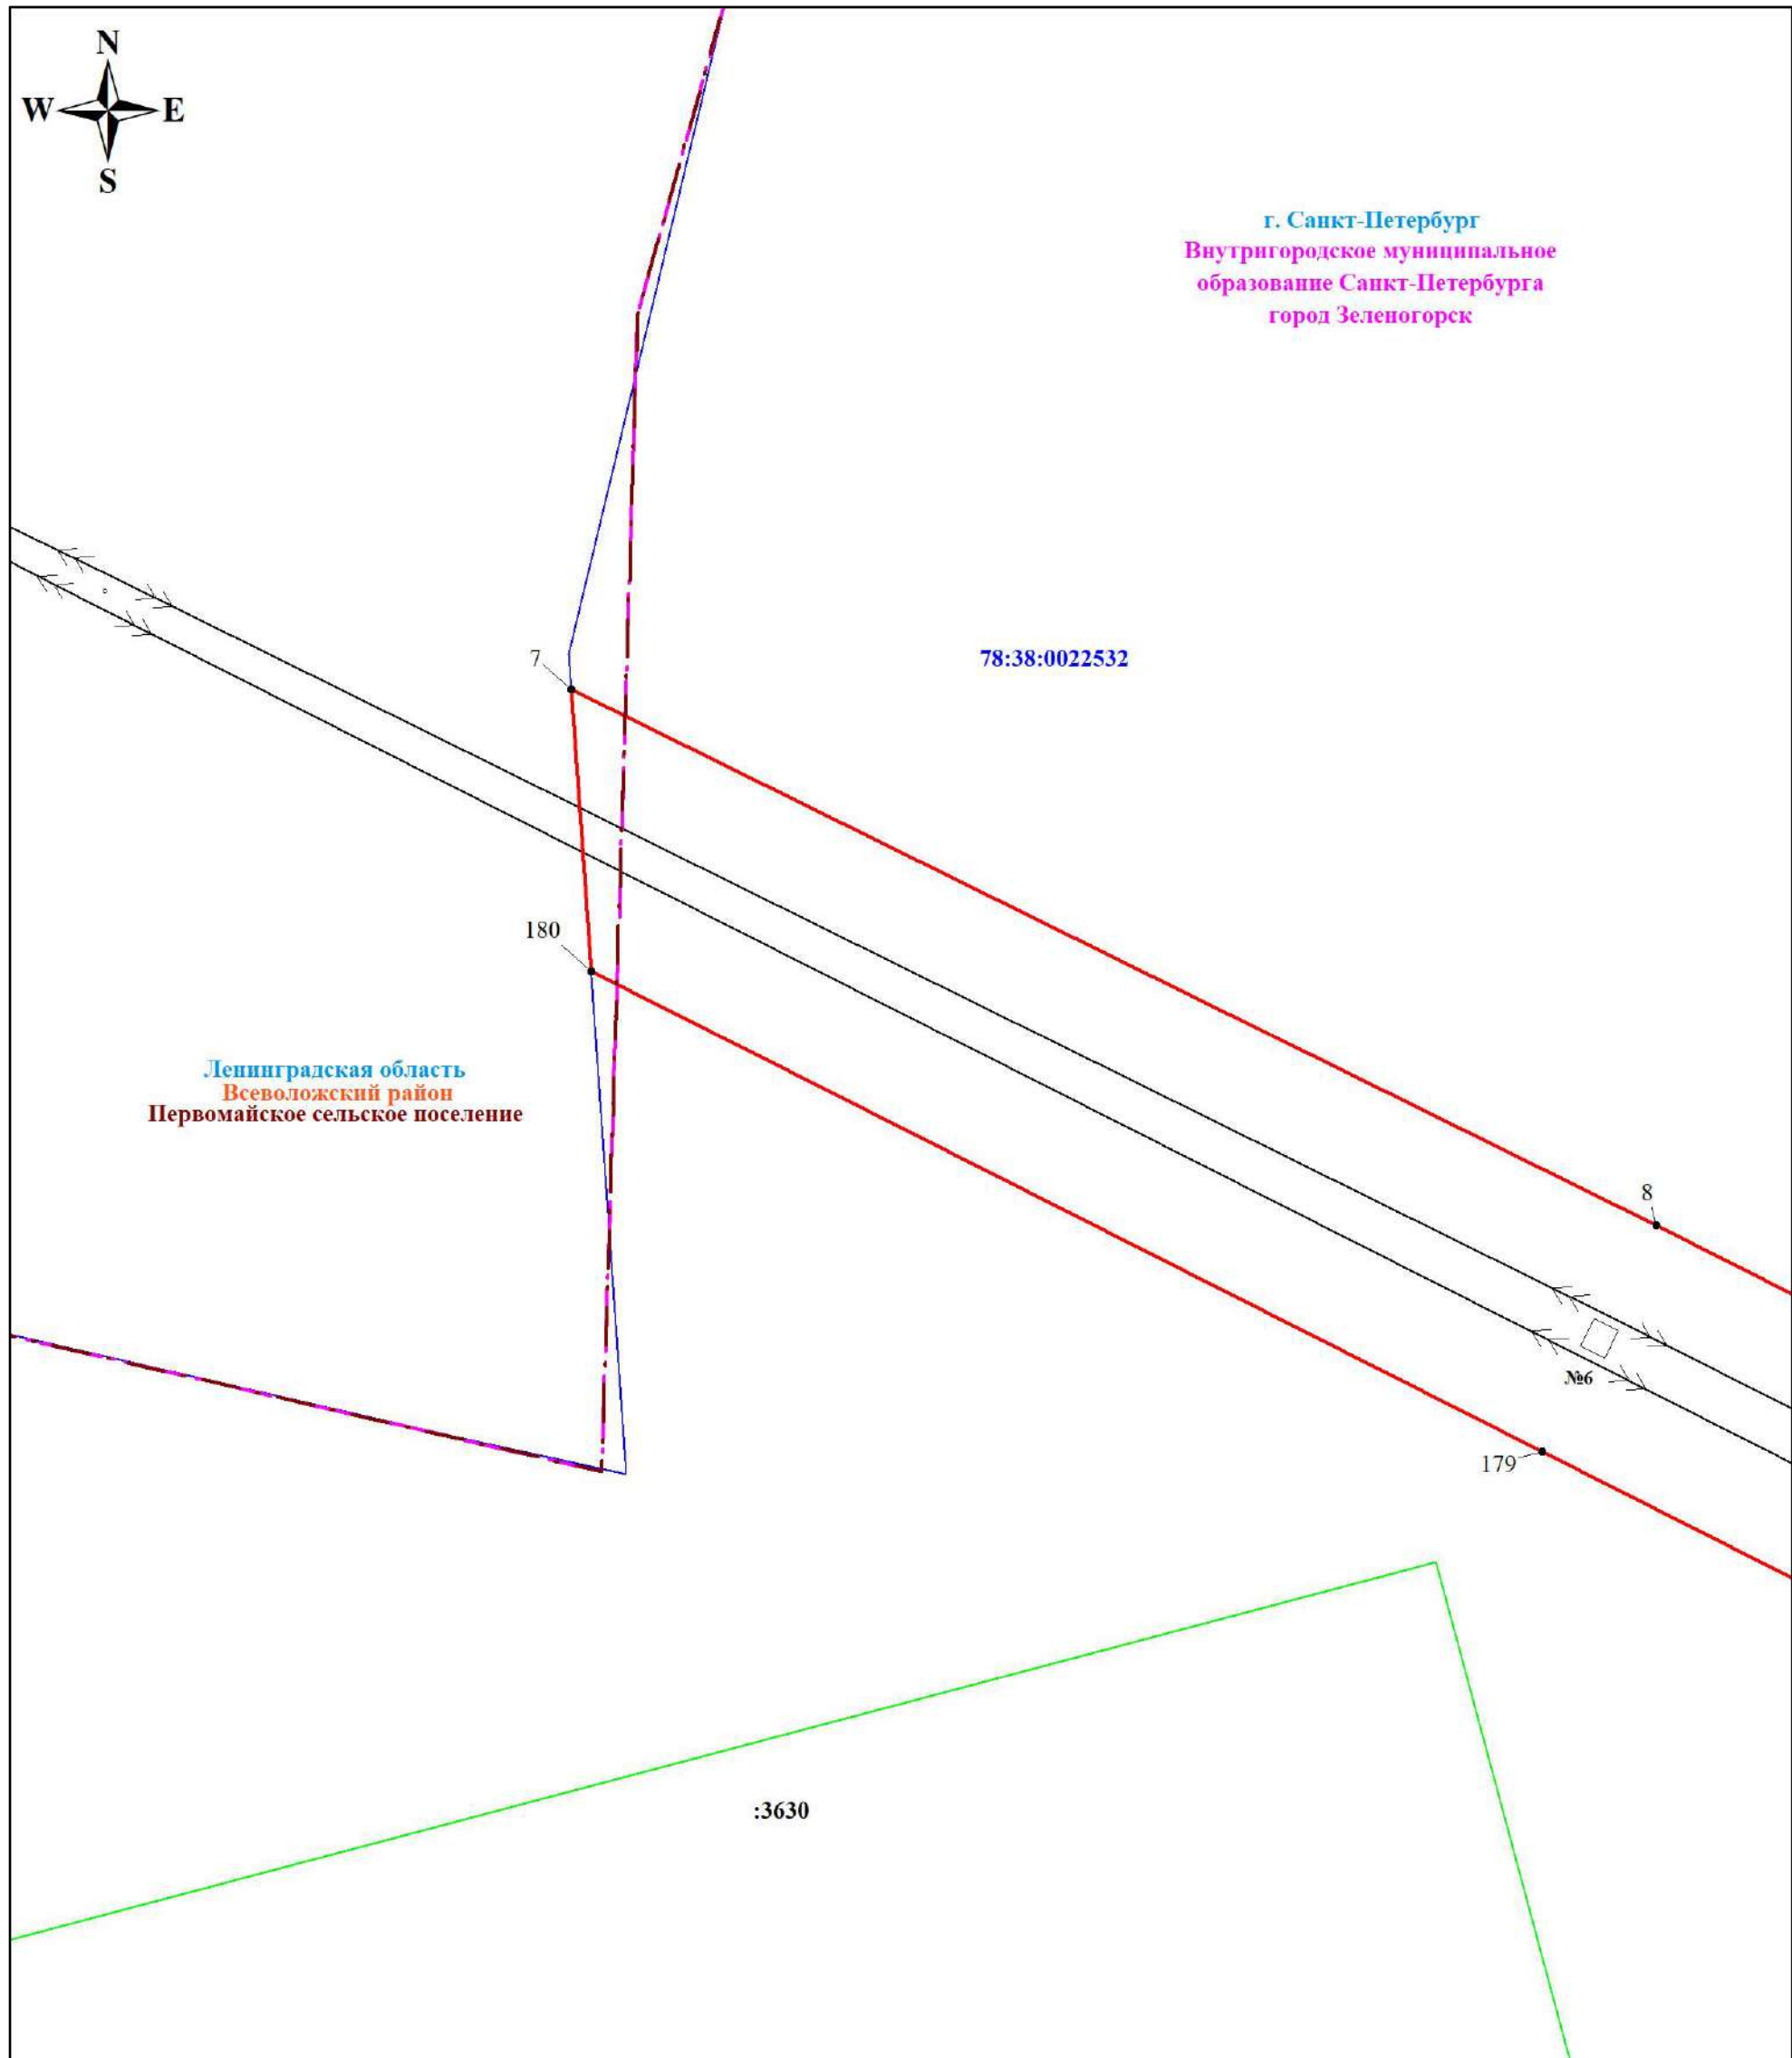 N
W E
S
г. Санкт-Петербург
Внутригородское муниципальное
образование Санкт-Петербурга
город Зеленогорск
7
78:38:0022532
180
Ленинградская область
Всеволожский район
Первомайское сельское поселение
8
№6
179
:3630